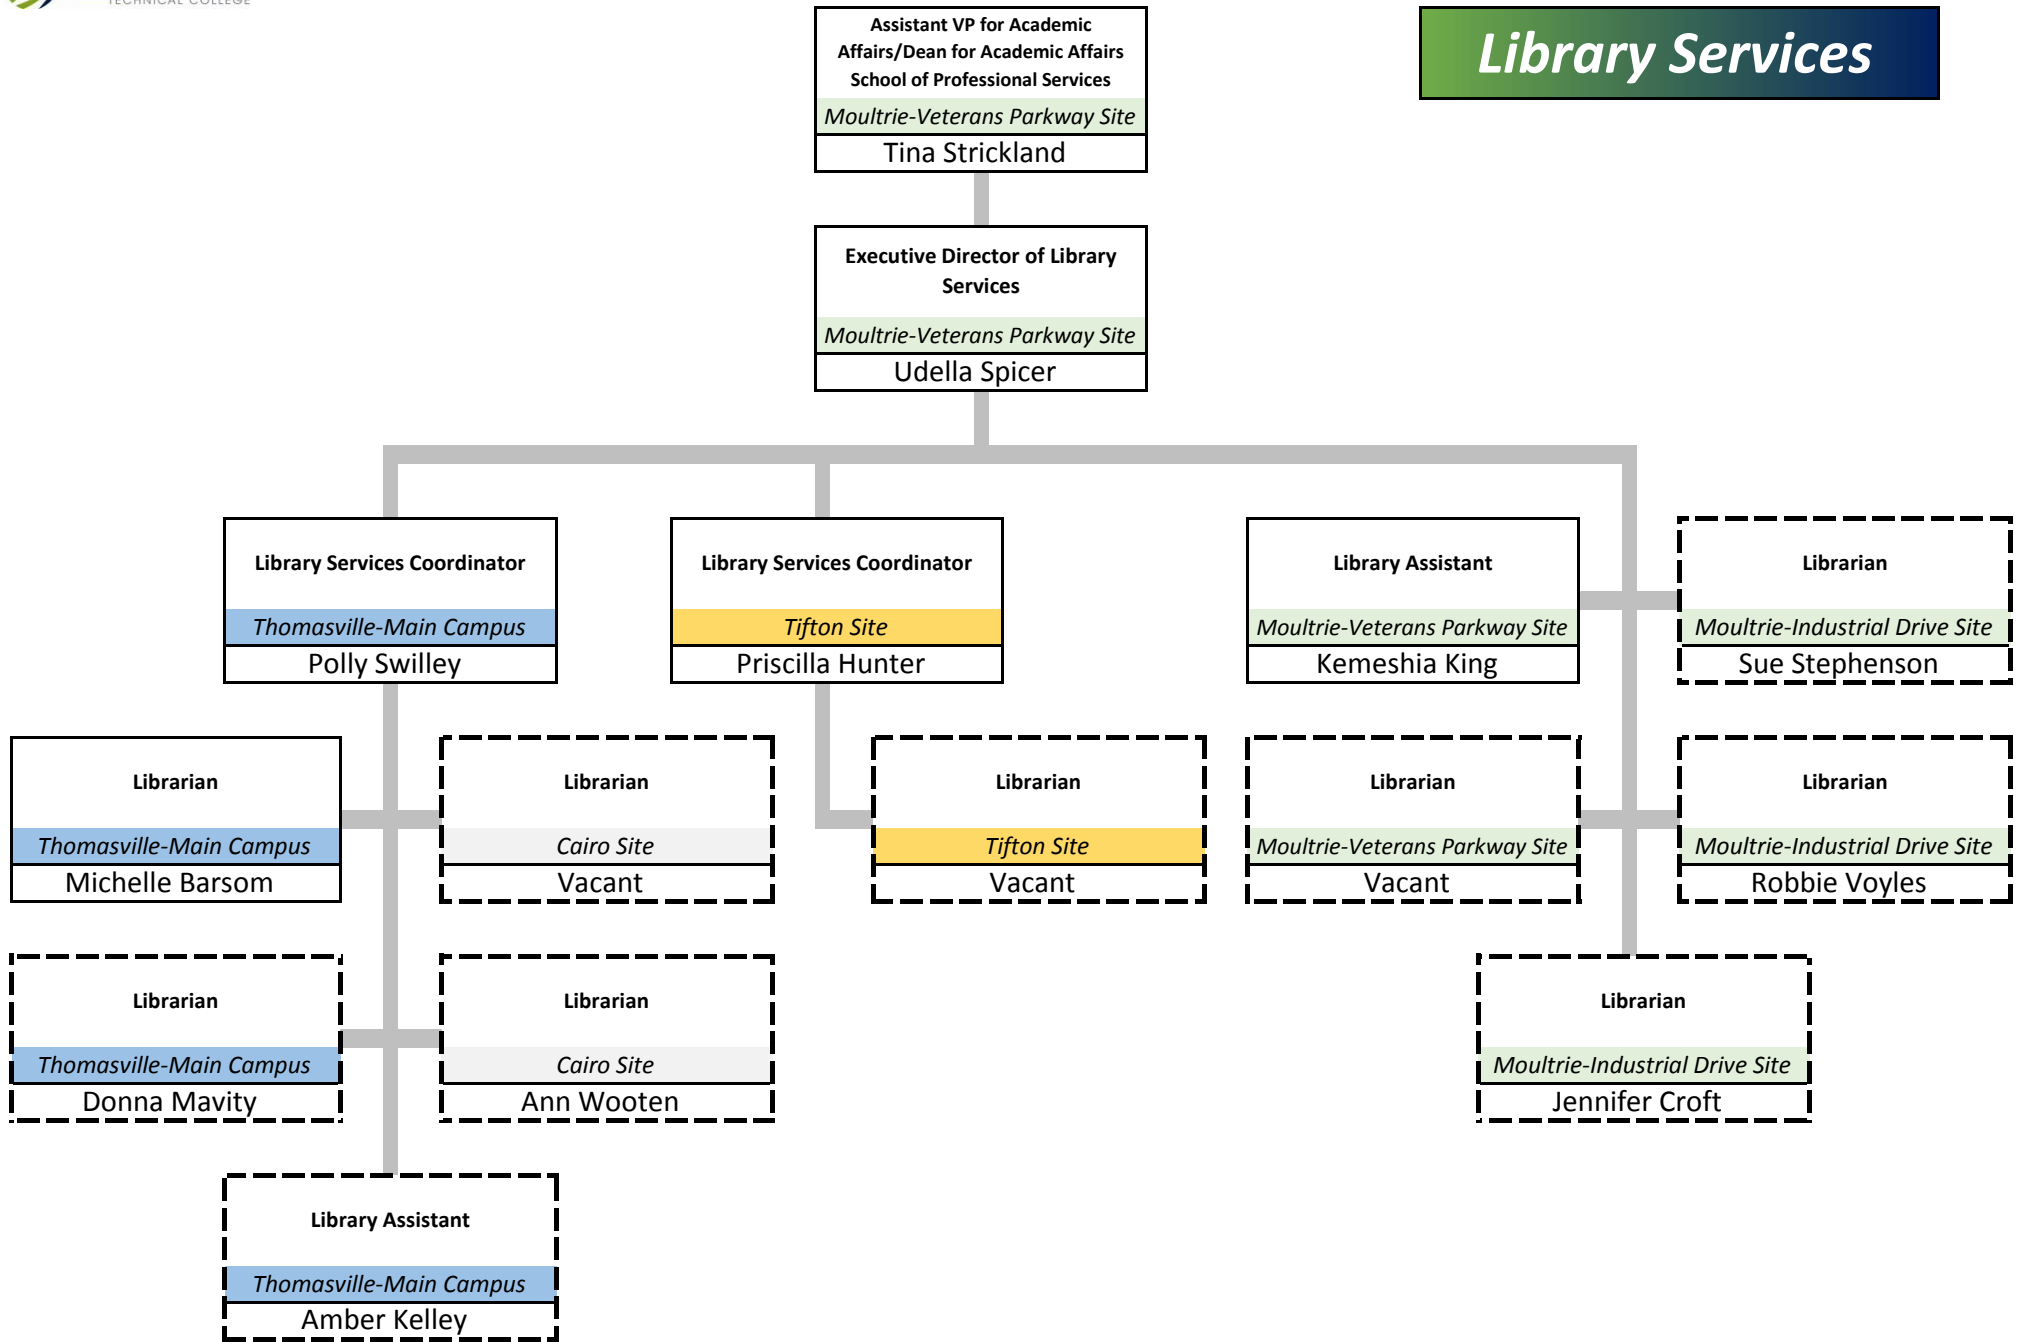 TECHNICAL COLLEGE
Library Services
Assistant VP for Academic
Affairs/Dean for Academic Affairs
School of Professional Services
Moultrie-Veterans Parkway Site
Tina Strickland
Executive Director of Library
Services
Moultrie-Veterans Parkway Site
Udella Spicer
Library Services Coordinator
Thomasville-Main Campus
Polly Swilley
Library Services Coordinator
Tifton Site
Priscilla Hunter
Library Assistant
Moultrie-Veterans Parkway Site
Kemeshia King
Librarian
Moultrie-Industrial Drive Site
Sue Stephenson
Librarian
Thomasville-Main Campus
Michelle Barsom
Librarian
Cairo Site
Vacant
Librarian
Tifton Site
Vacant
Librarian
Moultrie-Veterans Parkway Site
Vacant
Librarian
Moultrie-Industrial Drive Site
Robbie Voyles
Librarian
Thomasville-Main Campus
Donna Mavity
Librarian
Cairo Site
Ann Wooten
Librarian
Moultrie-Industrial Drive Site
Jennifer Croft
Library Assistant
Thomasville-Main Campus
Amber Kelley